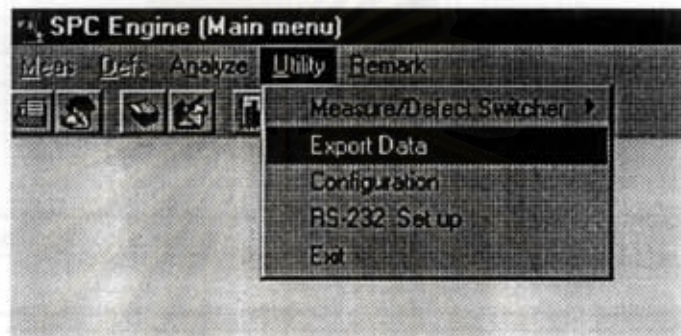 SPC Engine (Main menu)
Meas Defs Analyze Utility Remark
Measure/Defect Switcher
Export Data
Configuration
RS-232 Set up
Exit